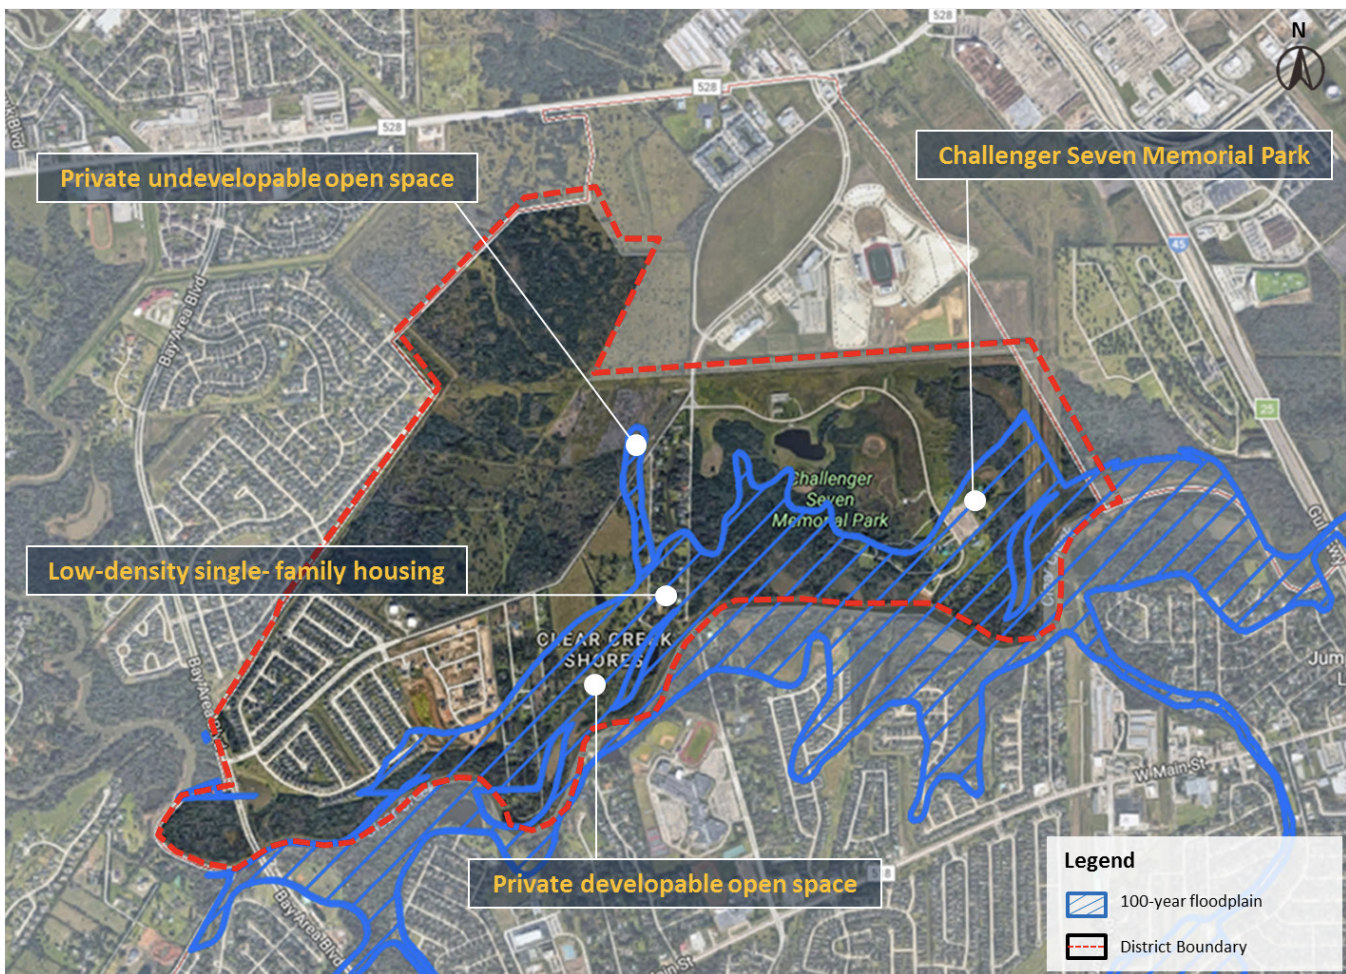 528
N
528
528
Challenger Seven Memorial Park
Private undevelopable open space
45
Bay Area Blvd
25
Challenger
Seven
Memorial Park
Low-density single- family housing
CLEAR CREEK
SHORES
Bay Area
W Main St
Private developable open space
Bay Area Blvd
Main St
Legend
100-year floodplain
District Boundary